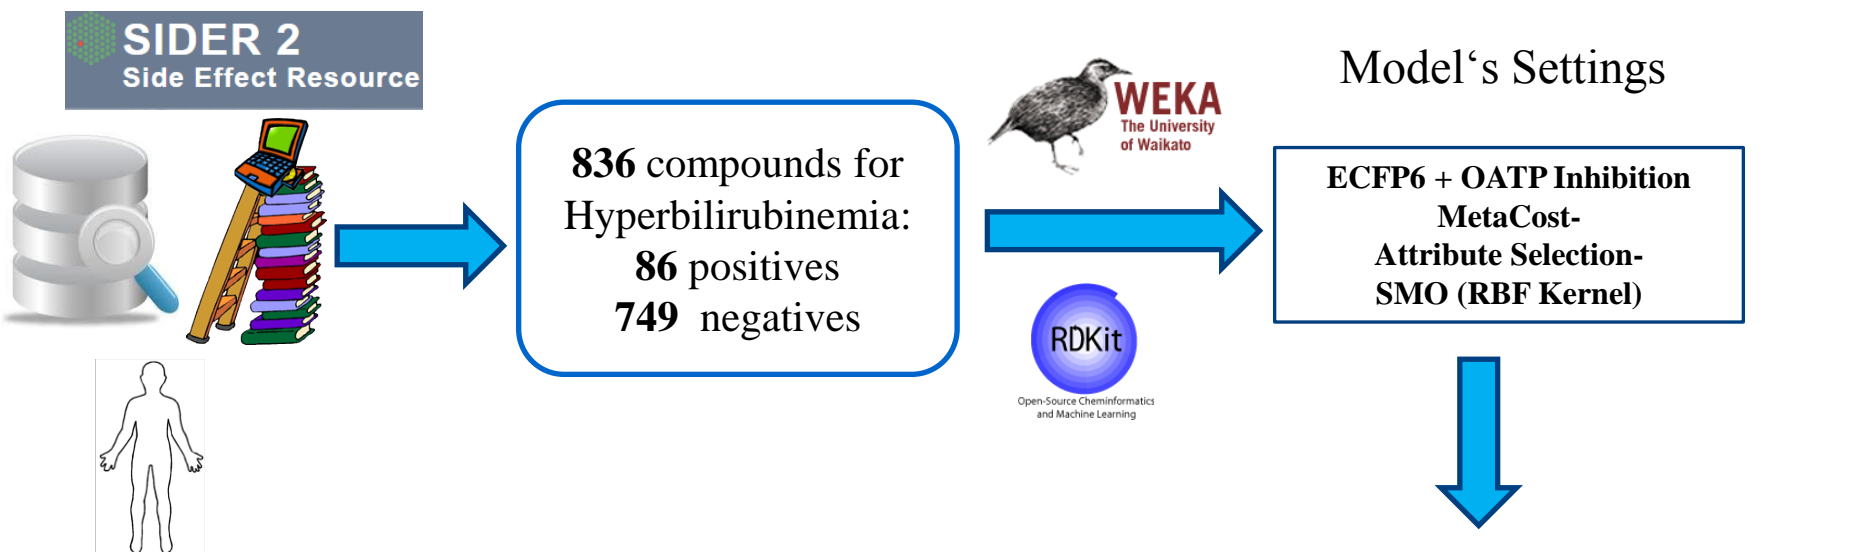 SIDER 2
Side Effect Resource
836 compounds for
Hyperbilirubinemia:
86 positives
749 negatives
WEKA
The University
of Waikato
RDKit
Open-Source Cheminformatics
and Machine Learning
Model‘s Settings
ECFP6 + OATP Inhibition
MetaCost-
Attribute Selection-
SMO (RBF Kernel)